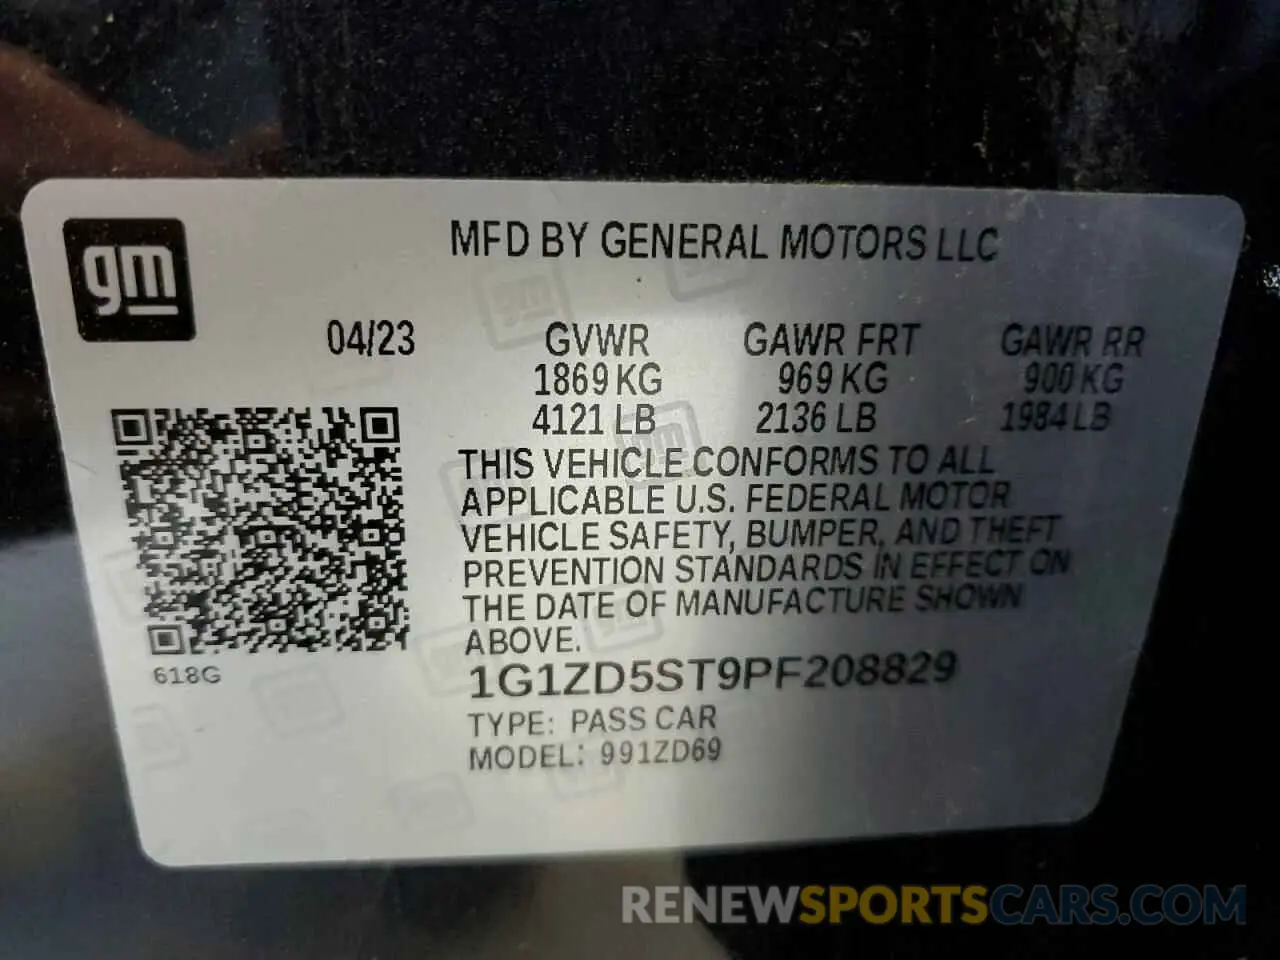 gm
MFD BY GENERAL MOTORS LLC
04/23 GVWR GAWR FRT GAWR RR
1869 KG 969 KG 900 KG
4121 LB 2136 LB 1984 LB
THIS VEHICLE CONFORMS TO ALL
APPLICABLE U.S. FEDERAL MOTOR
VEHICLE SAFETY, BUMPER, AND THEFT
PREVENTION STANDARDS IN EFFECT ON
THE DATE OF MANUFACTURE SHOWN
ABOVE.
618G
1G1ZD5ST9PF208829
TYPE: PASS CAR
MODEL: 991ZD69
RENEWSPORTSCARS.COM